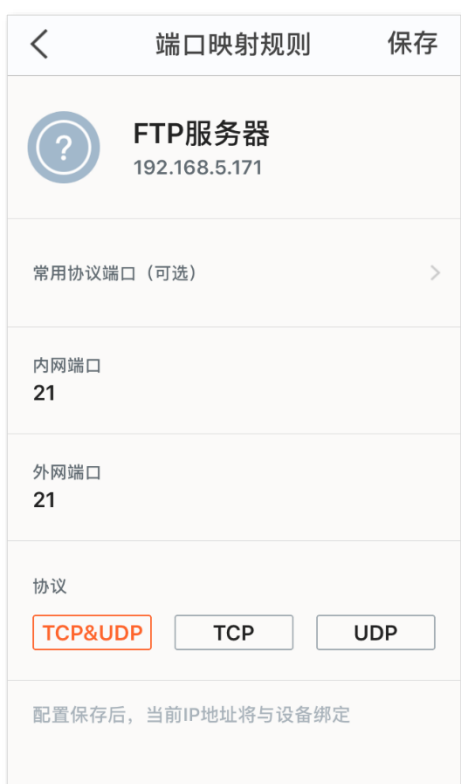 端口映射规则 保存
?
FTP服务器
192.168.5.171
常用协议端口（可选）
内网端口
21
外网端口
21
协议
TCP&UDP TCP UDP
配置保存后，当前IP地址将与设备绑定